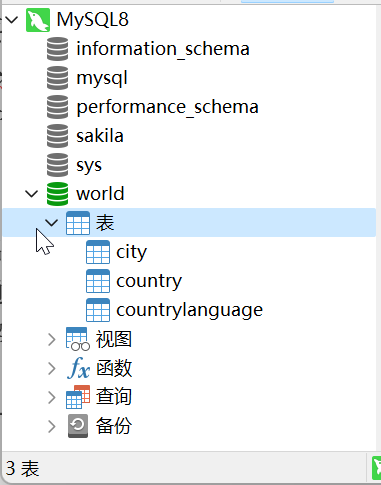 MySQL8
information_schema
mysql
performance_schema
sakila
sys
world
表
city
country
countrylanguage
视图
fx 函数
查询
备份
3 表